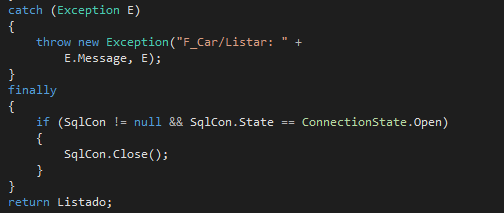 catch (Exception E)
{
throw new Exception("F_Car/Listar: " +
E.Message, E);
}
finally
{
if (SqlCon != null && SqlCon.State == ConnectionState.Open)
{
SqlCon.Close();
}
}
return Listado;